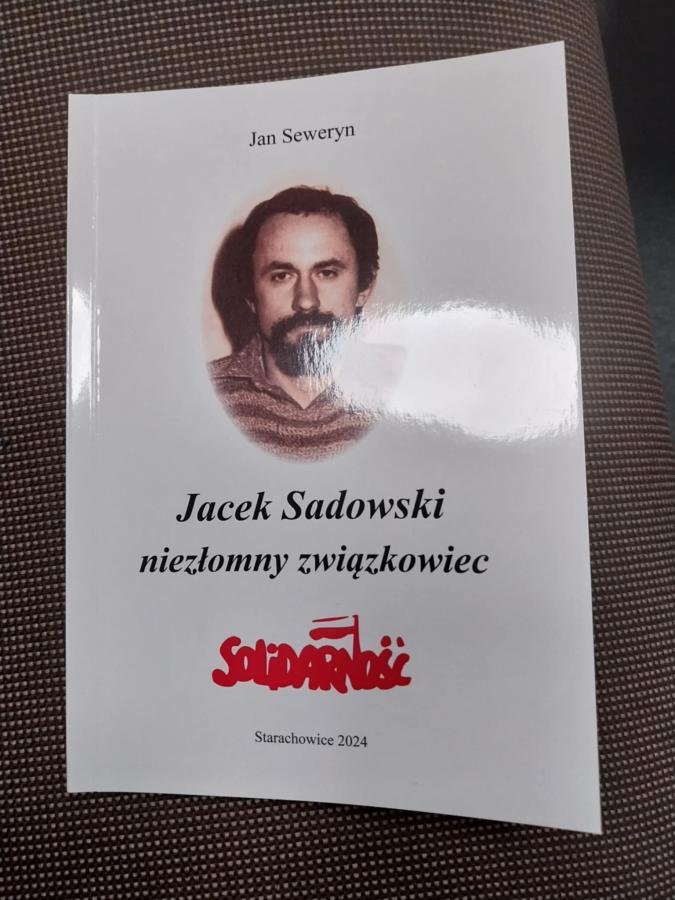 Jan Seweryn
Jacek Sadowski
niezłomny związkowiec
SOLiDARNOŚĆ
Starachowice 2024